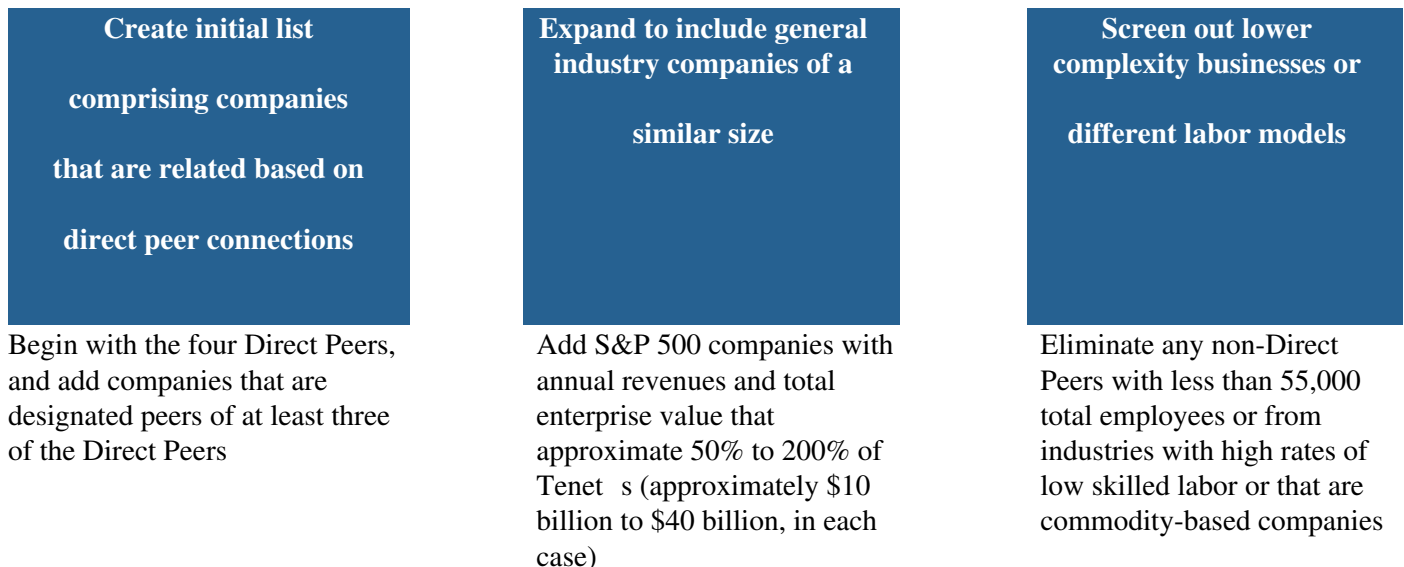 Create initial list
comprising companies
that are related based on
direct peer connections
Begin with the four Direct Peers,
and add companies that are
designated peers of at least three
of the Direct Peers
Expand to include general
industry companies of a
similar size
Add S&P 500 companies with
annual revenues and total
enterprise value that
approximate 50% to 200% of
Tenet s (approximately $10
billion to $40 billion, in each
case)
Screen out lower
complexity businesses or
different labor models
Eliminate any non-Direct
Peers with less than 55,000
total employees or from
industries with high rates of
low skilled labor or that are
commodity-based companies